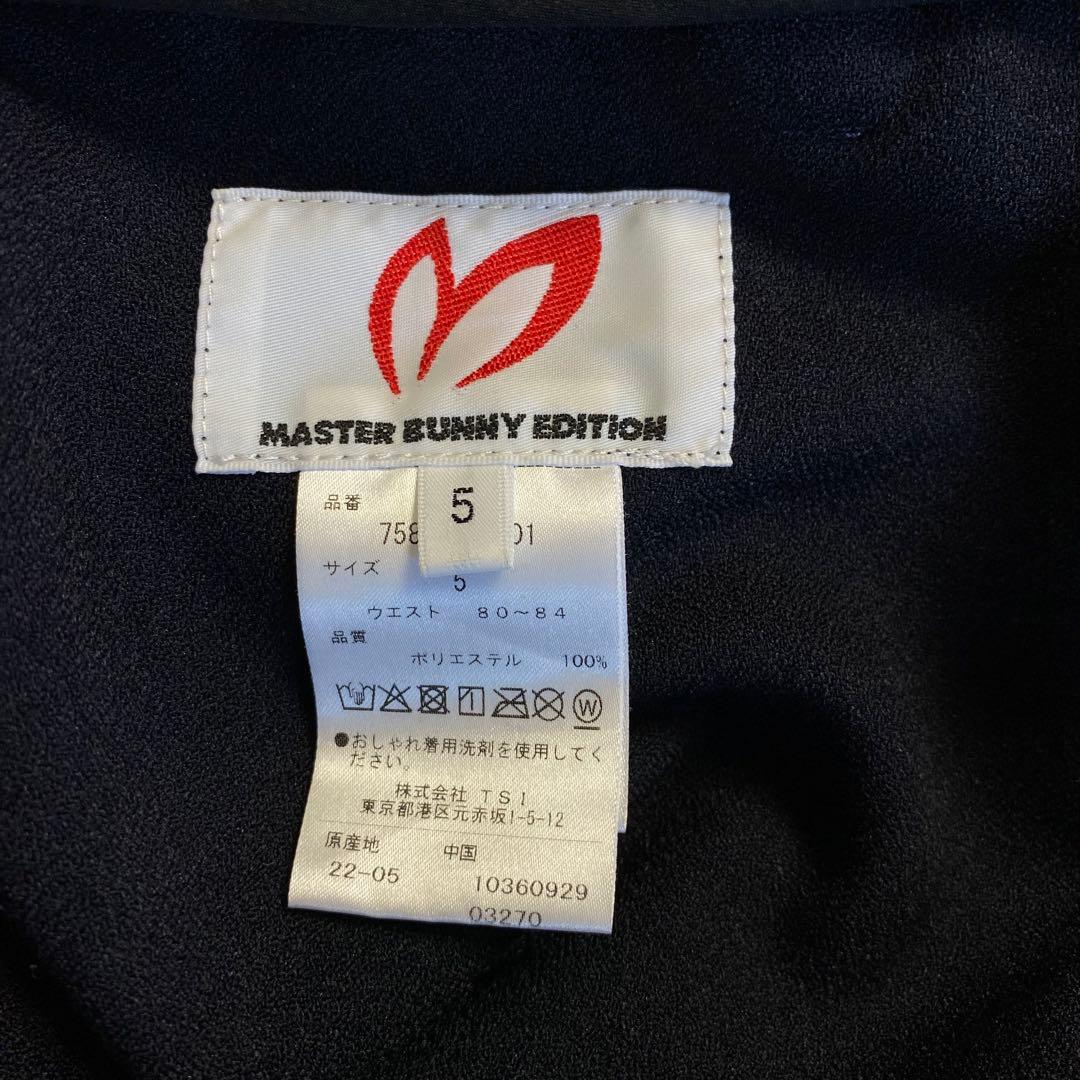 MASTER BUNNY EDITION
5
品番
758 01
サイズ
5
ウエスト 80~84
品質
ポリエステル 100%
W
●おしゃれ着用洗剤を使用してく
ださい。
株式会社 TSI
東京都港区元赤坂1-5-12
原産地 中国
22-05 10360929
03270